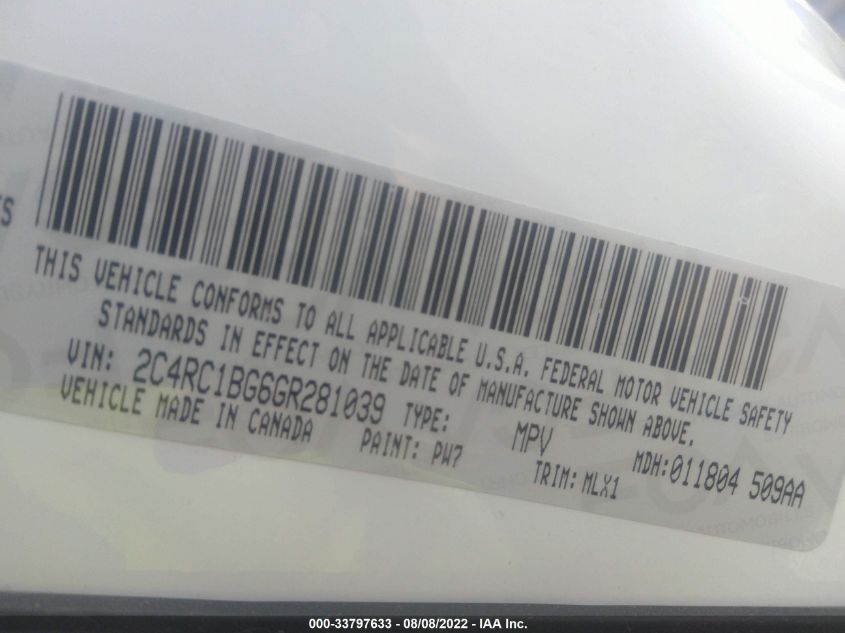 THIS VEHICLE CONFORMS TO ALL APPLICABLE U.S.A. FEDERAL MOTOR VEHICLE SAFETY
STANDARDS IN EFFECT ON THE DATE OF MANUFACTURE SHOWN ABOVE.
VIN: 2C4RC1BG6GR281039 TYPE: MPV MDH:011804 509AA
VEHICLE MADE IN CANADA PAINT: PW7 TRIM: MLX1
000-33797633 - 08/08/2022 - IAA Inc.